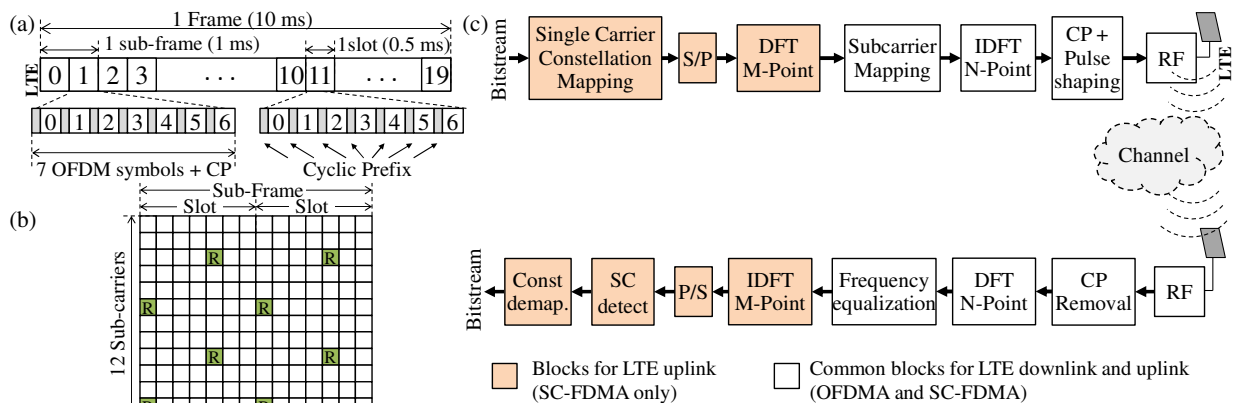 (a)
1 Frame (10 ms)
1 sub-frame (1 ms)
1slot (0.5 ms)
LTE
0 1 2 3 . . . 10 11 . . . 19
0 1 2 3 4 5 6
0 1 2 3 4 5 6
7 OFDM symbols + CP
Cyclic Prefix
(b)
Sub-Frame
Slot Slot
12 Sub-carriers
R R
R R
R R
R R
(c)
Bitstream
Single Carrier
Constellation
Mapping
S/P
DFT
M-Point
Subcarrier
Mapping
IDFT
N-Point
CP +
Pulse
shaping
RF
LTE
Channel
Bitstream
Const
demap.
SC
detect
P/S
IDFT
M-Point
Frequency
equalization
DFT
N-Point
CP
Removal
RF
Blocks for LTE uplink
(SC-FDMA only)
Common blocks for LTE downlink and uplink
(OFDMA and SC-FDMA)